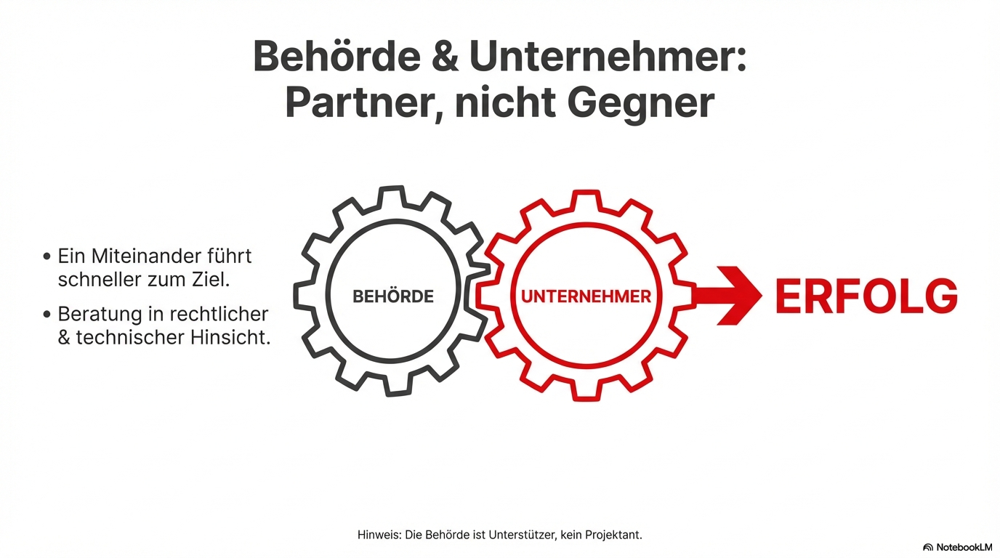 Behörde & Unternehmer:
Partner, nicht Gegner
• Ein Miteinander führt
schneller zum Ziel.
• Beratung in rechtlicher
& technischer Hinsicht.
BEHÖRDE
UNTERNEHMER
ERFOLG
Hinweis: Die Behörde ist Unterstützer, kein Projektant.
NotebookLM